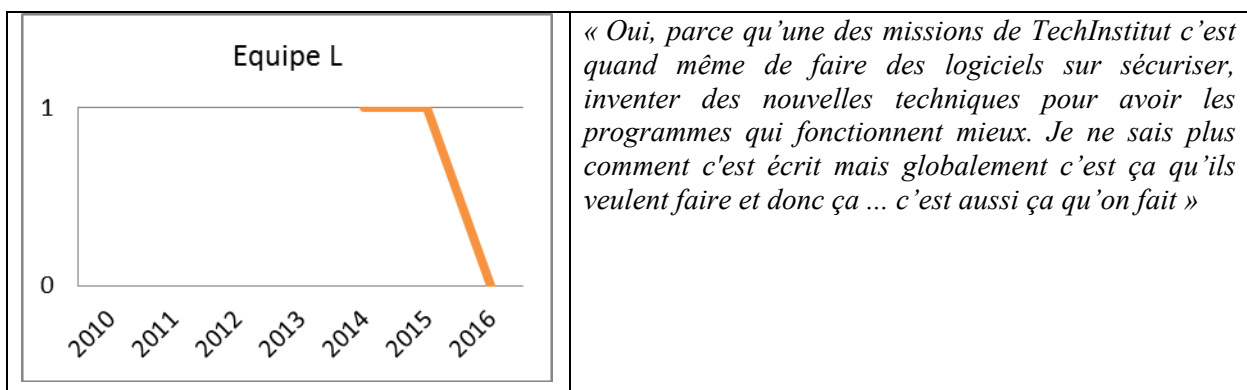 Equipe L
1
0
2010
2011
2012
2013
2014
2015
2016
« Oui, parce qu’une des missions de TechInstitut c’est
quand même de faire des logiciels sur sécuriser,
inventer des nouvelles techniques pour avoir les
programmes qui fonctionnent mieux. Je ne sais plus
comment c'est écrit mais globalement c’est ça qu’ils
veulent faire et donc ça ... c’est aussi ça qu’on fait »